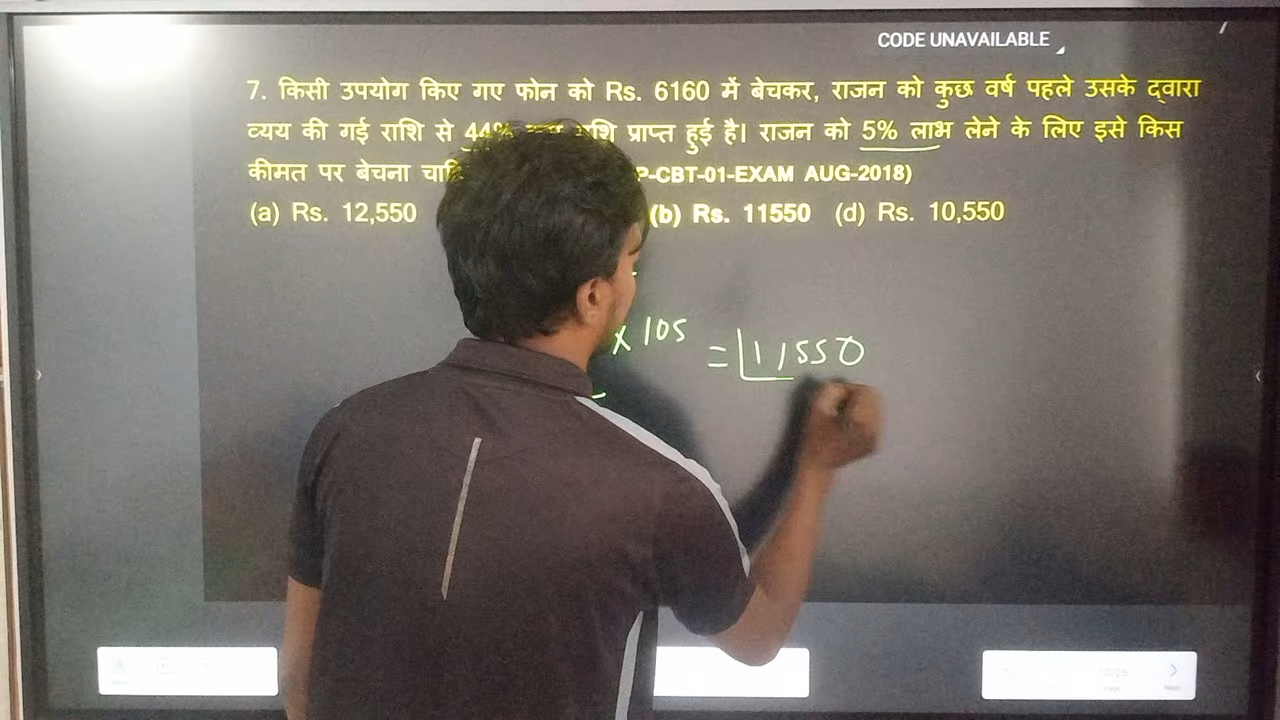 CODE UNAVAILABLE
7. किसी उपयोग किए गए फोन को Rs. 6160 में बेचकर, राजन को कुछ वर्ष पहले उसके द्वारा
व्यय की गई राशि से 44% राशि प्राप्त हुई है। राजन को 5% लाभ लेने के लिए इसे किस
कीमत पर बेचना P-CBT-01-EXAM AUG-2018)
(a) Rs. 12,550 (b) Rs. 11550 (d) Rs. 10,550
x 105 = 11550